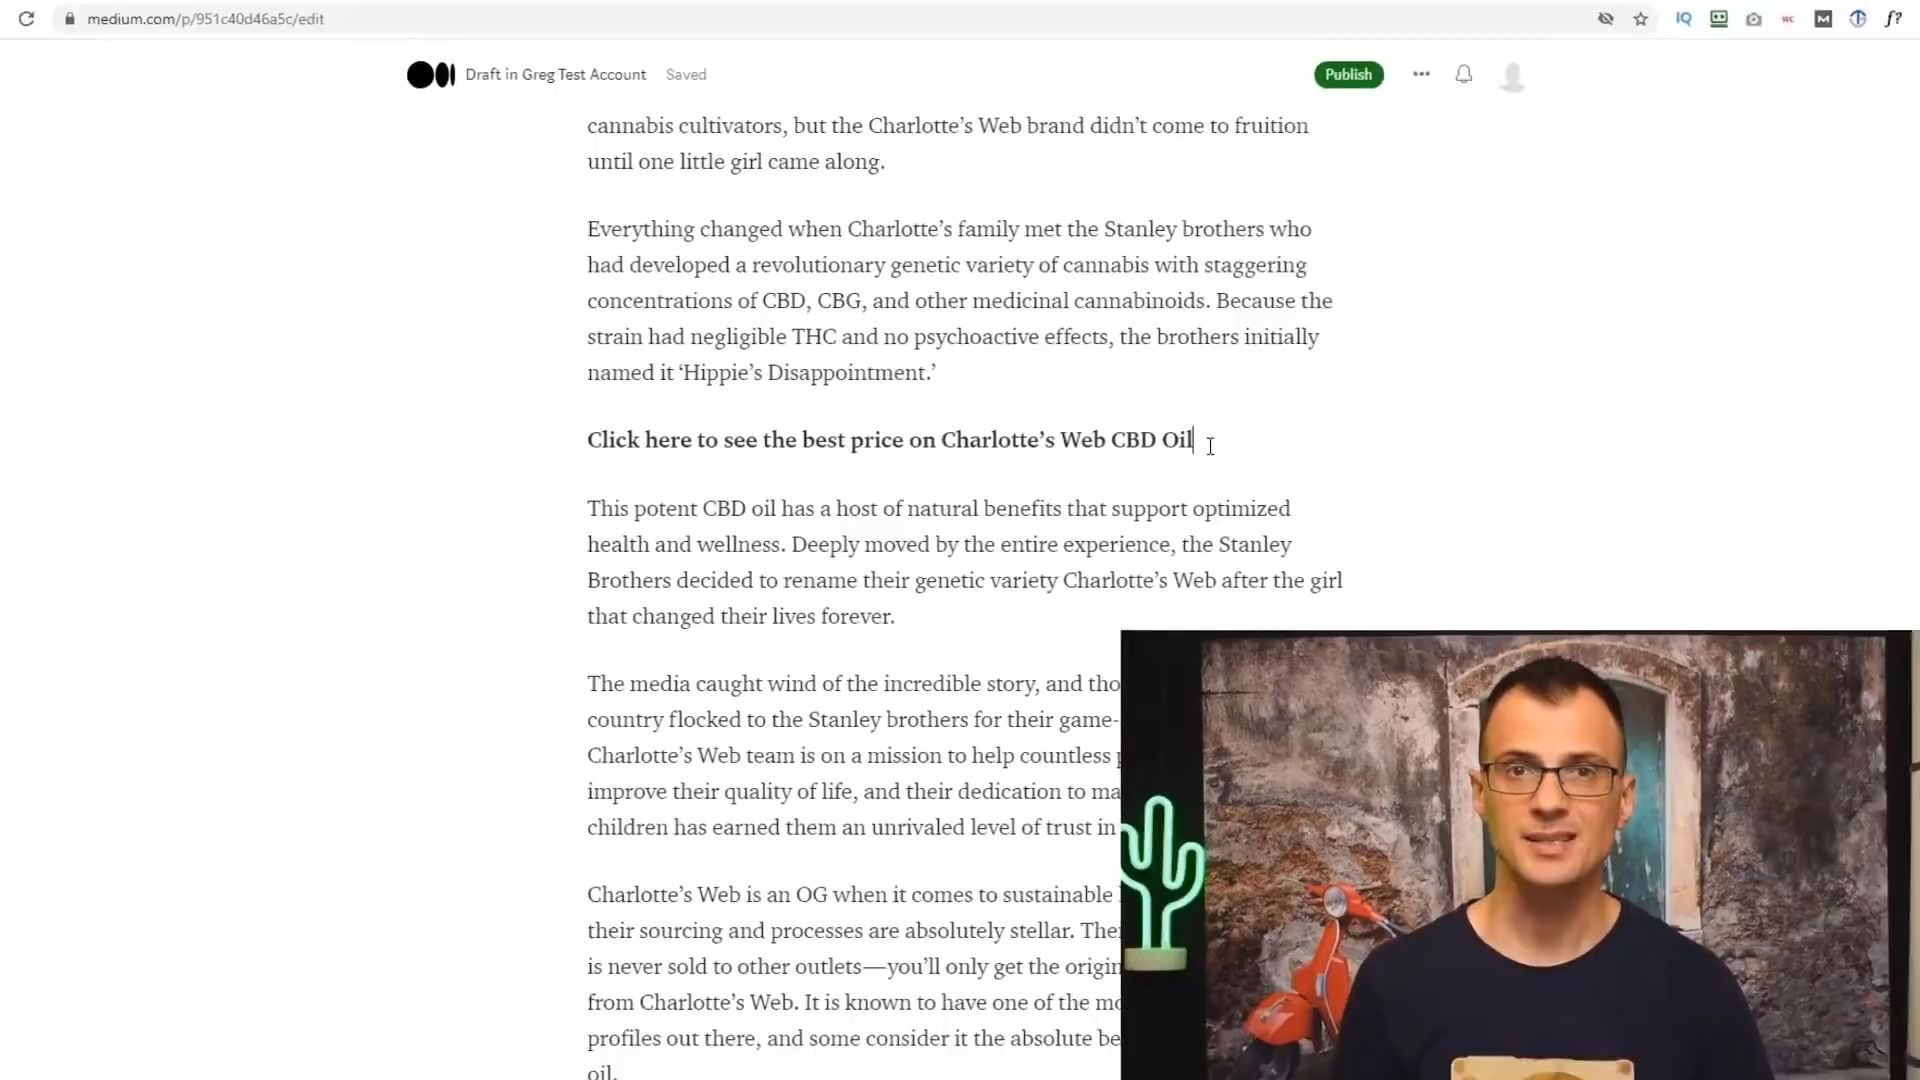 medium.com/p/951c40d46a5c/edit
IQ
WC
M
f?
Draft in Greg Test Account
Saved
Publish
cannabis cultivators, but the Charlotte’s Web brand didn’t come to fruition
until one little girl came along.
Everything changed when Charlotte’s family met the Stanley brothers who
had developed a revolutionary genetic variety of cannabis with staggering
concentrations of CBD, CBG, and other medicinal cannabinoids. Because the
strain had negligible THC and no psychoactive effects, the brothers initially
named it ‘Hippie’s Disappointment.’
Click here to see the best price on Charlotte’s Web CBD Oil
This potent CBD oil has a host of natural benefits that support optimized
health and wellness. Deeply moved by the entire experience, the Stanley
Brothers decided to rename their genetic variety Charlotte’s Web after the girl
that changed their lives forever.
The media caught wind of the incredible story, and tho
country flocked to the Stanley brothers for their game-
Charlotte’s Web team is on a mission to help countless
improve their quality of life, and their dedication to ma
children has earned them an unrivaled level of trust in
Charlotte’s Web is an OG when it comes to sustainable
their sourcing and processes are absolutely stellar. The
is never sold to other outlets—you’ll only get the origin
from Charlotte’s Web. It is known to have one of the mo
profiles out there, and some consider it the absolute be
oil.